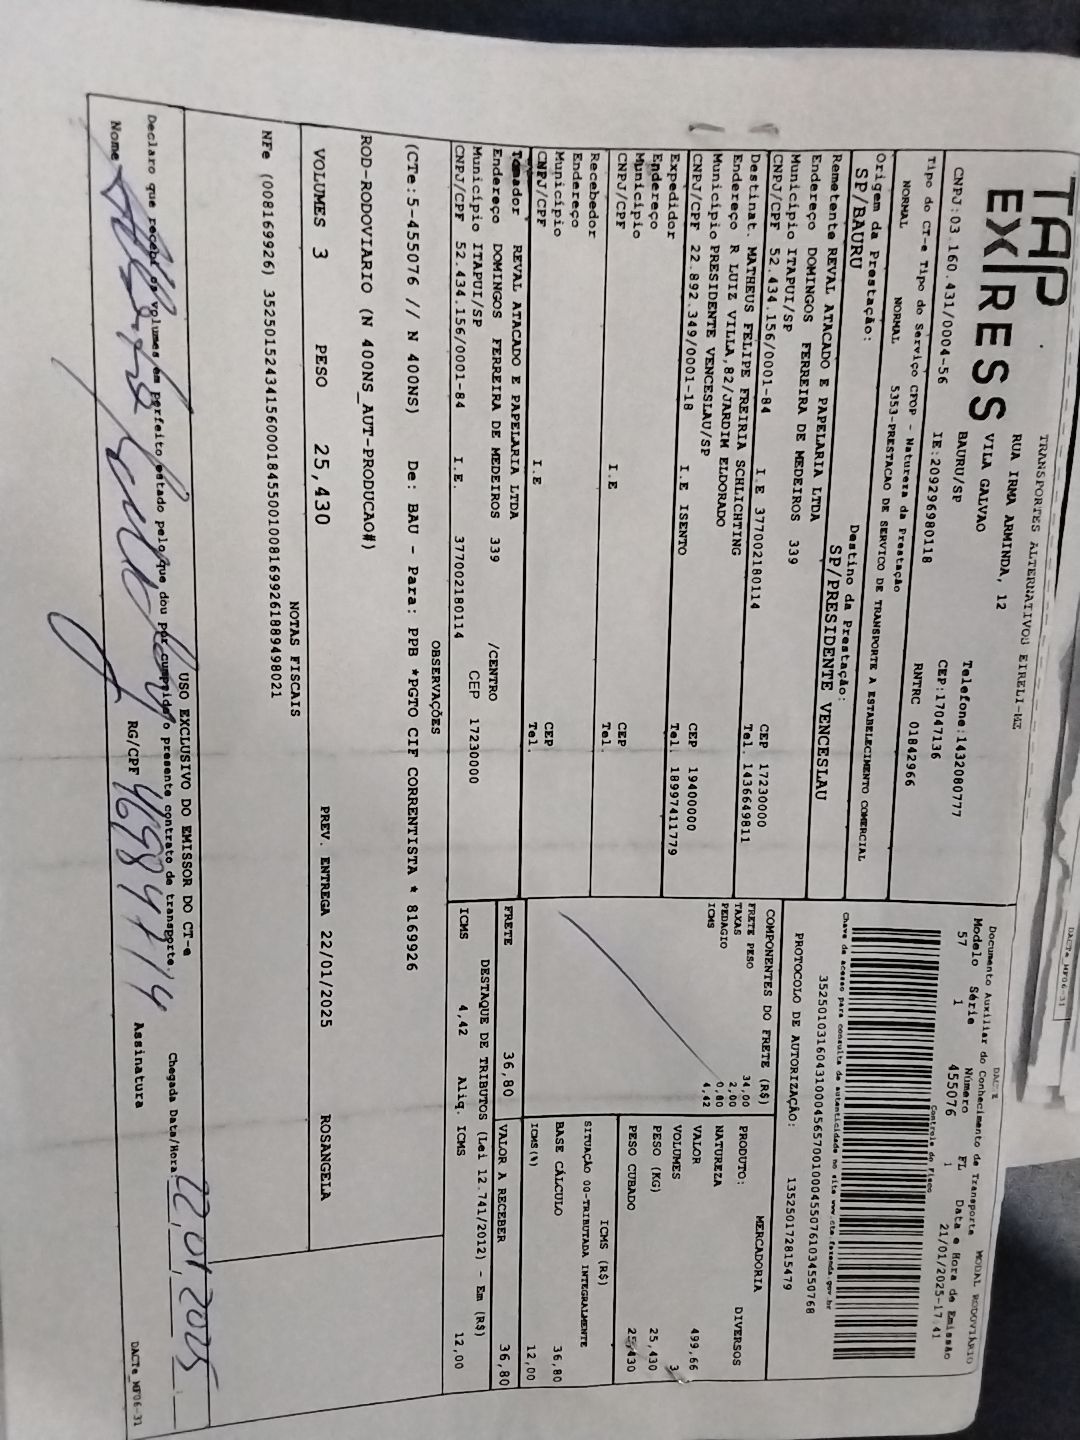 TAP
EXPRESS
TRANSPORTES ALTERNATIVOS EIRELI-ME
RUA IRMA ARMINDA, 12
VILA GALVAO
BAURU/SP
Telefone:1432080777
CNPJ:03.160.431/0004-56 IE:209296980118 CEP:17047136
RNTRC 01842966
Tipo do CT-e Tipo do Serviço CFOP - Natureza da Prestação
NORMAL NORMAL 5353-PRESTACAO DE SERVICO DE TRANSPORTE A ESTABELECIMENTO COMERCIAL
Origem da Prestação: Destino da Prestação:
SP/BAURU SP/PRESIDENTE VENCESLAU
Remetente REVAL ATACADO E PAPELARIA LTDA
Endereço DOMINGOS FERREIRA DE MEDEIROS 339
Município ITAPUI/SP CEP 17230000
CNPJ/CPF 52.434.156/0001-84 I.E 377002180114 Tel. 1436649811
Destinat. MATHEUS FELIPE FREIRIA SCHLICHTING
Endereço R LUIZ VILLA,82/JARDIM ELDORADO
Município PRESIDENTE VENCESLAU/SP CEP 19400000
CNPJ/CPF 22.892.349/0001-18 I.E ISENTO Tel. 18997411779
Expedidor
Endereço
Município CEP
CNPJ/CPF I.E Tel.
Recebedor
Endereço
Município CEP
CNPJ/CPF I.E Tel.
Tomador REVAL ATACADO E PAPELARIA LTDA
Endereço DOMINGOS FERREIRA DE MEDEIROS 339 /CENTRO
Município ITAPUI/SP CEP 17230000
CNPJ/CPF 52.434.156/0001-84 I.E. 377002180114
DACTE MODAL RODOVIÁRIO
Documento Auxiliar do Conhecimento de Transporte
Modelo Série Número FL Data e Hora de Emissão
57 1 455076 1 21/01/2025-17:41
Controle do Fisco
Chave de acesso para consulta de autenticidade no site www.cte.fazenda.gov.br
35250103160431000456570010004550761034550768
PROTOCOLO DE AUTORIZAÇÃO: 135250172815479
COMPONENTES DO FRETE (R$)
FRETE PESO 34,00
TAXAS 2,00
PEDAGIO 0,80
ICMS 4,42
MERCADORIA
PRODUTO: DIVERSOS
NATUREZA
VALOR 499,66
VOLUMES 3
PESO (KG) 25,430
PESO CUBADO 25,430
ICMS (R$)
SITUAÇÃO 00-TRIBUTADA INTEGRALMENTE
BASE CÁLCULO 36,80
ICMS(%) 12,00
FRETE 36,80 VALOR A RECEBER 36,80
DESTAQUE DE TRIBUTOS (Lei 12.741/2012) - Em (R$)
ICMS 4,42 Aliq. ICMS 12,00
OBSERVAÇÕES
(CTe:5-455076 // N 400NS) De: BAU - Para: PPB *PGTO CIF CORRENTISTA * 8169926
ROD-RODOVIARIO (N 400NS_AUT-PRODUCAO#)
VOLUMES 3 PESO 25,430 PREV. ENTREGA 22/01/2025 ROSANGELA
NOTAS FISCAIS
NFe (008169926) 35250152434156000184550010081699261889498021
USO EXCLUSIVO DO EMISSOR DO CT-e
Declaro que recebi os volumes em perfeito estado pelo que dou por cumprido o presente contrato de transporte.
Chegada Data/Hora: 22/01/2025
Nome RG/CPF Assinatura
DACTe_MF06-31
DACTe_MF06-31